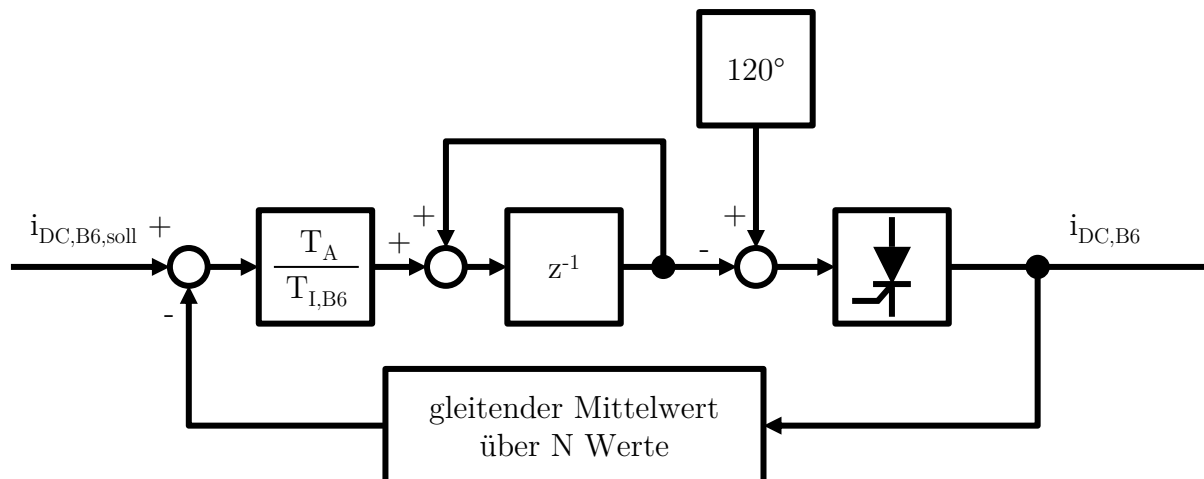 120°
i_DC,B6,soll
+
+
+
+
-
-
T_A
T_I,B6
z⁻¹
i_DC,B6
gleitender Mittelwert
über N Werte